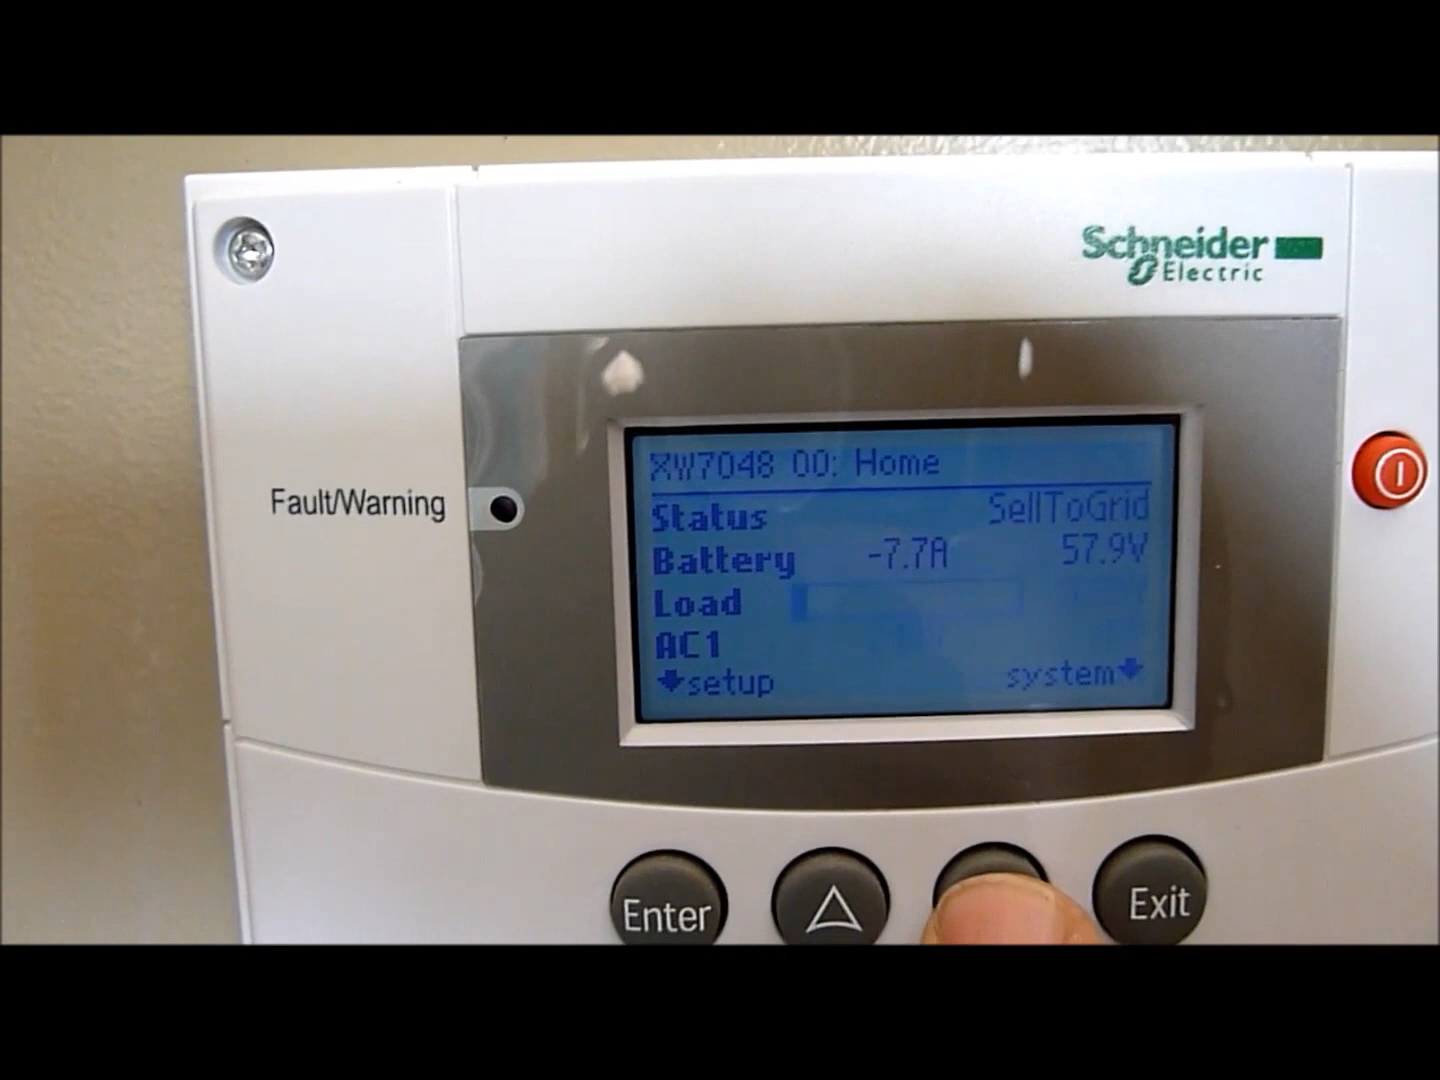 Schneider
Electric
Fault/Warning
XW7048 00: Home
Status SellToGrid
Battery -7.7A 57.9V
Load
AC1
setup system
Enter Exit